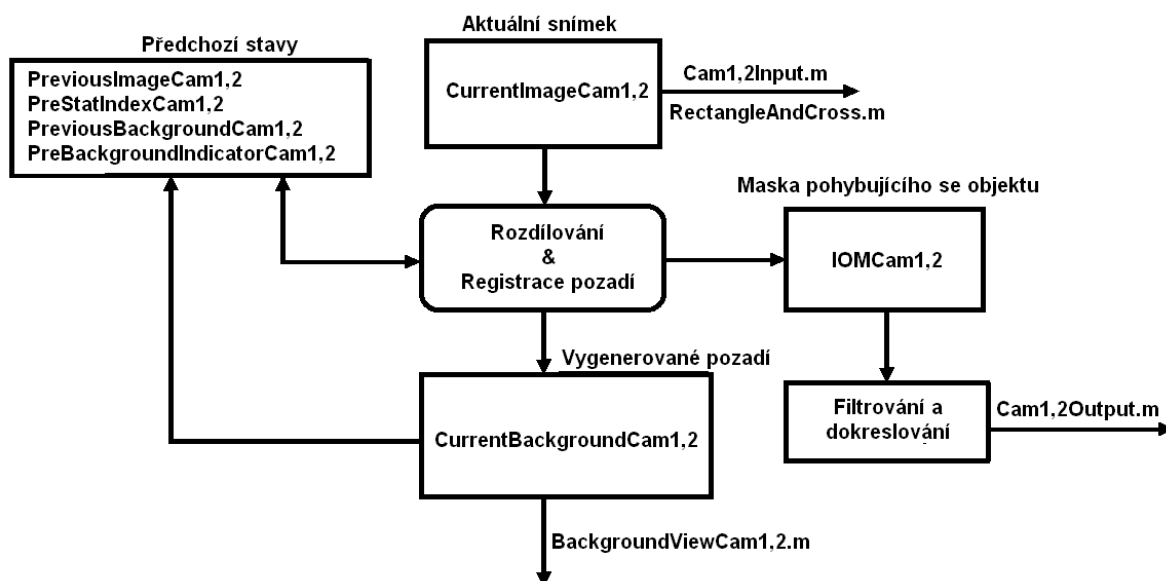 Aktuální snímek
Předchozí stavy
PreviousImageCam1,2
PreStatIndexCam1,2
PreviousBackgroundCam1,2
PreBackgroundIndicatorCam1,2
CurrentImageCam1,2
Cam1,2Input.m
RectangleAndCross.m
Maska pohybujícího se objektu
Rozdílování
&
Registrace pozadí
IOMCam1,2
Vygenerované pozadí
CurrentBackgroundCam1,2
Filtrování a
dokreslování
Cam1,2Output.m
BackgroundViewCam1,2.m